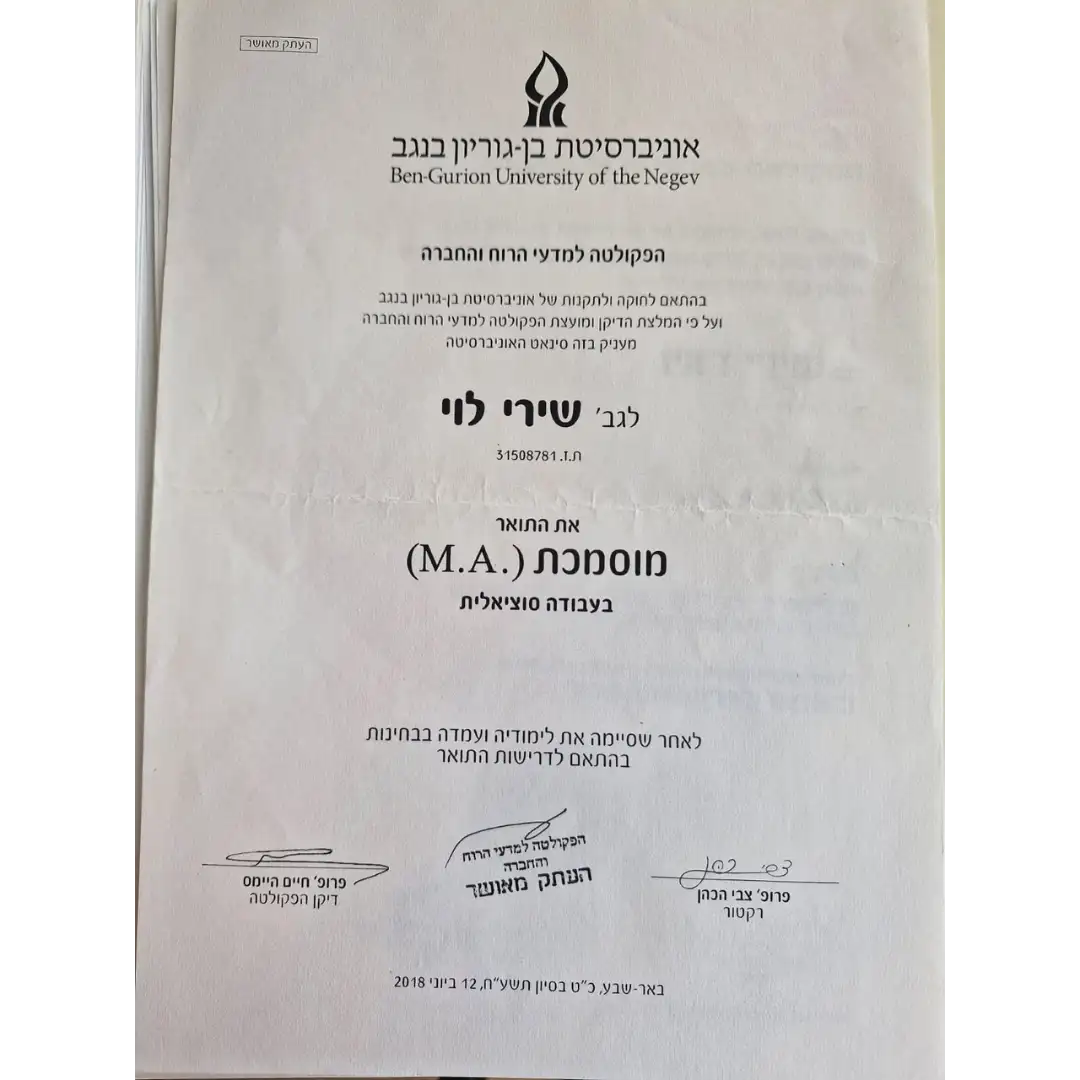 העתק מאושר
אוניברסיטת בן-גוריון בנגב
Ben-Gurion University of the Negev
הפקולטה למדעי הרוח והחברה
בהתאם לחוקה ולתקנות של אוניברסיטת בן-גוריון בנגב
ועל פי המלצת הדיקן ומועצת הפקולטה למדעי הרוח והחברה
מעניק בזה סינאט האוניברסיטה
לגב' שירי לוי
ת.ז. 31508781
את התואר
מוסמכת (M.A.)
בעבודה סוציאלית
לאחר שסיימה את לימודיה ועמדה בבחינות
בהתאם לדרישות התואר
הפקולטה למדעי הרוח
והחברה
העתק מאושר
פרופ' צבי הכהן
רקטור
פרופ' חיים היימס
דיקן הפקולטה
באר-שבע, כ"ט בסיון תשע"ח, 12 ביוני 2018